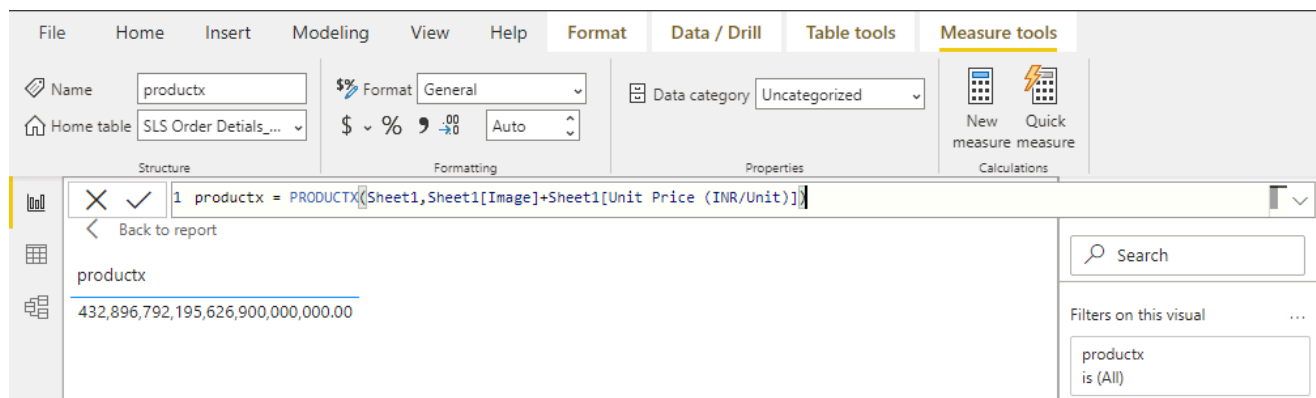 File Home Insert Modeling View Help Format Data / Drill Table tools Measure tools
Name productx
Home table SLS Order Detials_...
Structure
$% Format General
$ % 9 .00 →0 Auto
Formatting
Data category Uncategorized
Properties
New measure
Quick measure
Calculations
1 productx = PRODUCTX(Sheet1,Sheet1[Image]+Sheet1[Unit Price (INR/Unit)])
Back to report
productx
432,896,792,195,626,900,000,000.00
Search
Filters on this visual ...
productx
is (All)